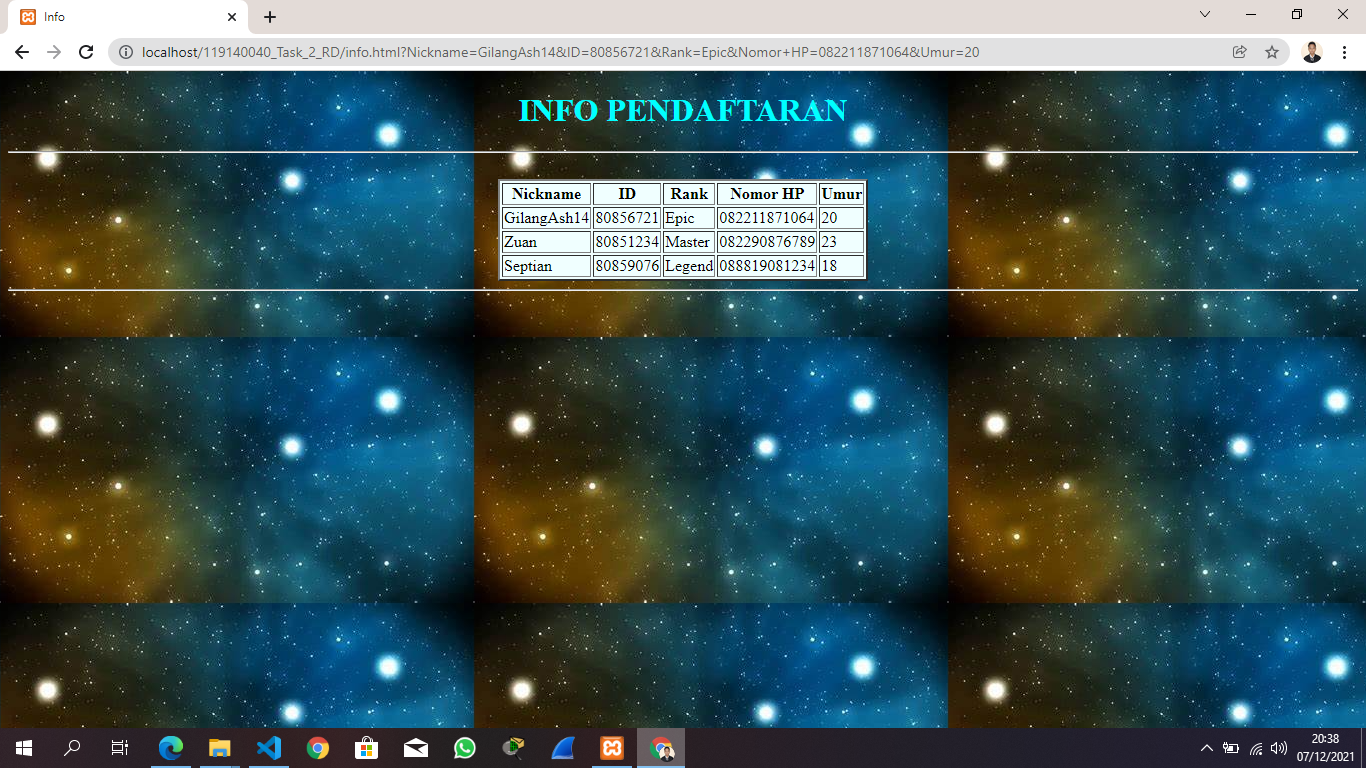 Info
localhost/119140040_Task_2_RD/info.html?Nickname=GilangAsh14&ID=80856721&Rank=Epic&Nomor+HP=082211871064&Umur=20
INFO PENDAFTARAN
Nickname ID Rank Nomor HP Umur
GilangAsh14 80856721 Epic 082211871064 20
Zuan 80851234 Master 082290876789 23
Septian 80859076 Legend 088819081234 18
20:38
07/12/2021